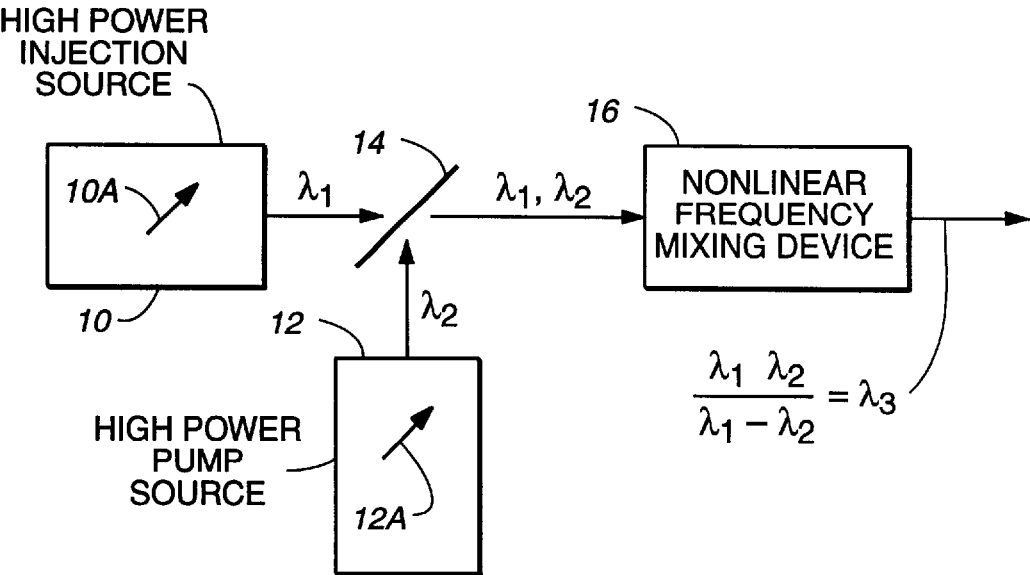 HIGH POWER
INJECTION
SOURCE
10A
10
λ1
14
λ1, λ2
16
NONLINEAR
FREQUENCY
MIXING DEVICE
12
λ2
HIGH POWER
PUMP
SOURCE
12A
λ1 λ2
λ1 – λ2
= λ3